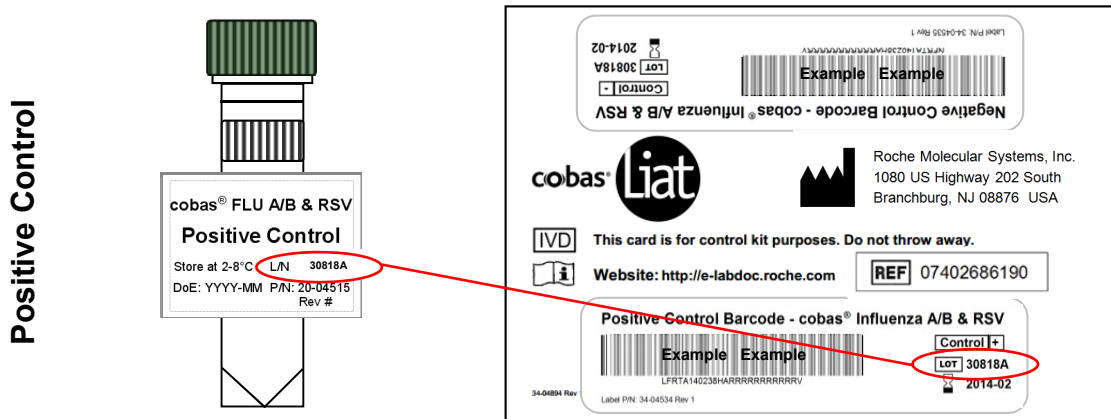 Positive Control
cobas® FLU A/B & RSV
Positive Control
Store at 2-8°C L/N 30818A
DoE: YYYY-MM P/N: 20-04515
Rev #
Label P/N: 34-04535 Rev 1
NFRTA140236HARRRRRRRRRRRRV
Example Example
2014-02
LOT 30818A
Control -
Negative Control Barcode - cobas® Influenza A/B & RSV
cobas® Liat
Roche Molecular Systems, Inc.
1080 US Highway 202 South
Branchburg, NJ 08876 USA
IVD This card is for control kit purposes. Do not throw away.
i Website: http://e-labdoc.roche.com
REF 07402686190
Positive Control Barcode - cobas® Influenza A/B & RSV
Example Example
Control +
LOT 30818A
2014-02
LFRTA140238HARRRRRRRRRRRRV
34-04894 Rev
Label P/N: 34-04534 Rev 1